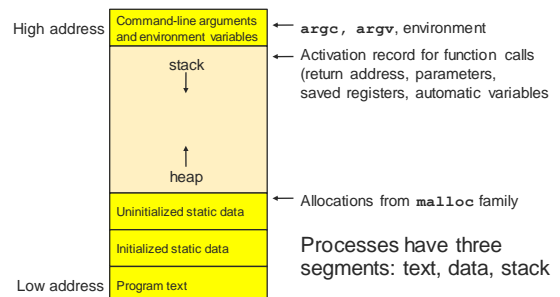 High address
Command-line arguments
and environment variables
argc, argv, environment
stack
Activation record for function calls
(return address, parameters,
saved registers, automatic variables
heap
Allocations from malloc family
Uninitialized static data
Initialized static data
Processes have three
segments: text, data, stack
Low address
Program text